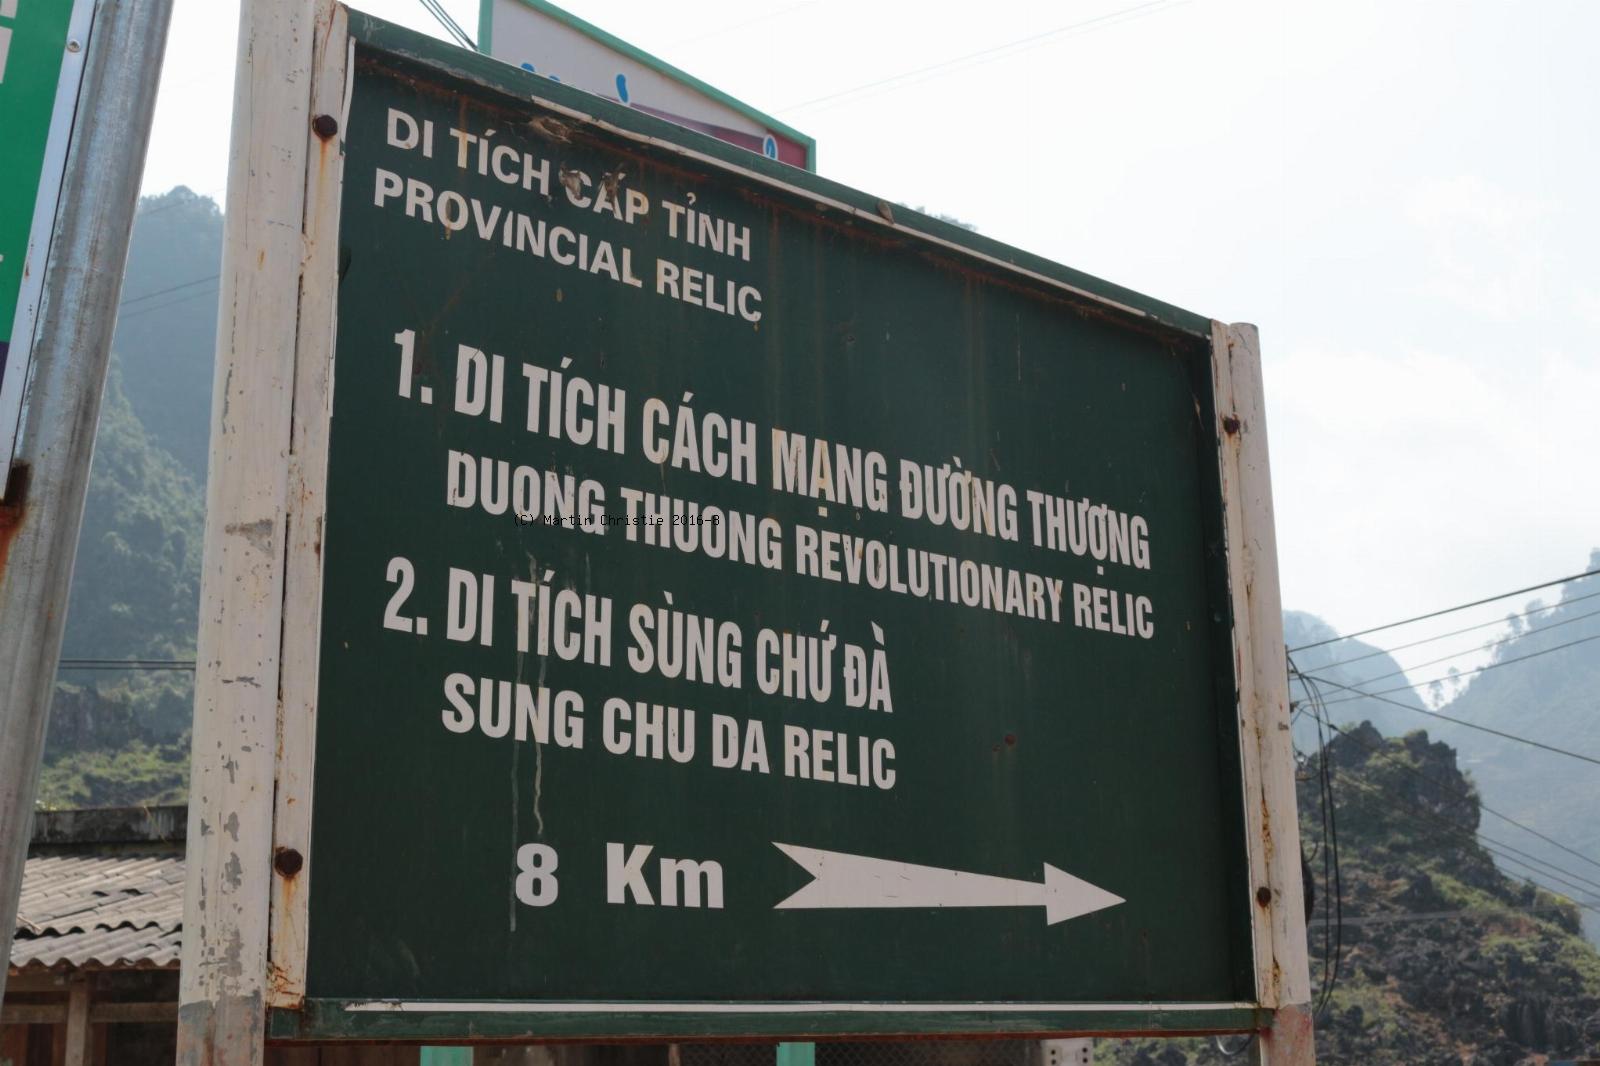 DI TÍCH CẤP TỈNH
PROVINCIAL RELIC
1. DI TÍCH CÁCH MẠNG ĐƯỜNG THƯỢNG
DUONG THUONG REVOLUTIONARY RELIC
(C) Martin Christie 2016-8
2. DI TÍCH SÙNG CHỨ ĐÀ
SUNG CHU DA RELIC
8 Km